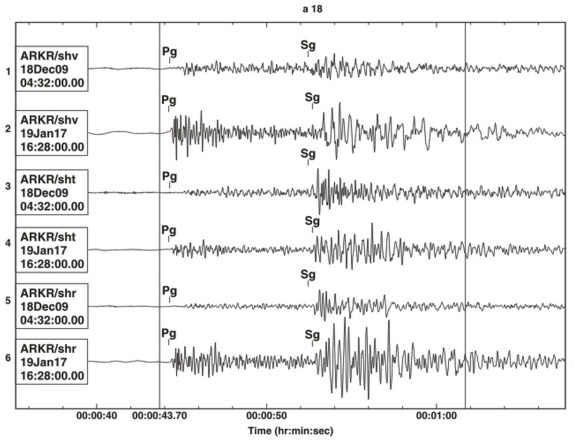 a 18
1
ARKR/shv
18Dec09
04:32:00.00
Pg
Sg
2
ARKR/shv
19Jan17
16:28:00.00
Pg
Sg
3
ARKR/sht
18Dec09
04:32:00.00
Pg
Sg
4
ARKR/sht
19Jan17
16:28:00.00
Pg
Sg
5
ARKR/shr
18Dec09
04:32:00.00
Pg
Sg
6
ARKR/shr
19Jan17
16:28:00.00
Pg
Sg
00:00:40 00:00:43.70 00:00:50 00:01:00
Time (hr:min:sec)